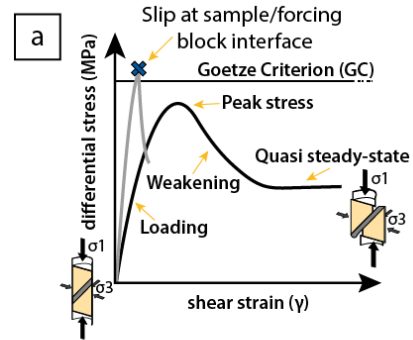 a
Slip at sample/forcing
block interface
Goetze Criterion (GC)
Peak stress
Quasi steady-state
Weakening
Loading
differential stress (MPa)
shear strain (γ)
σ1
σ3
σ1
σ3